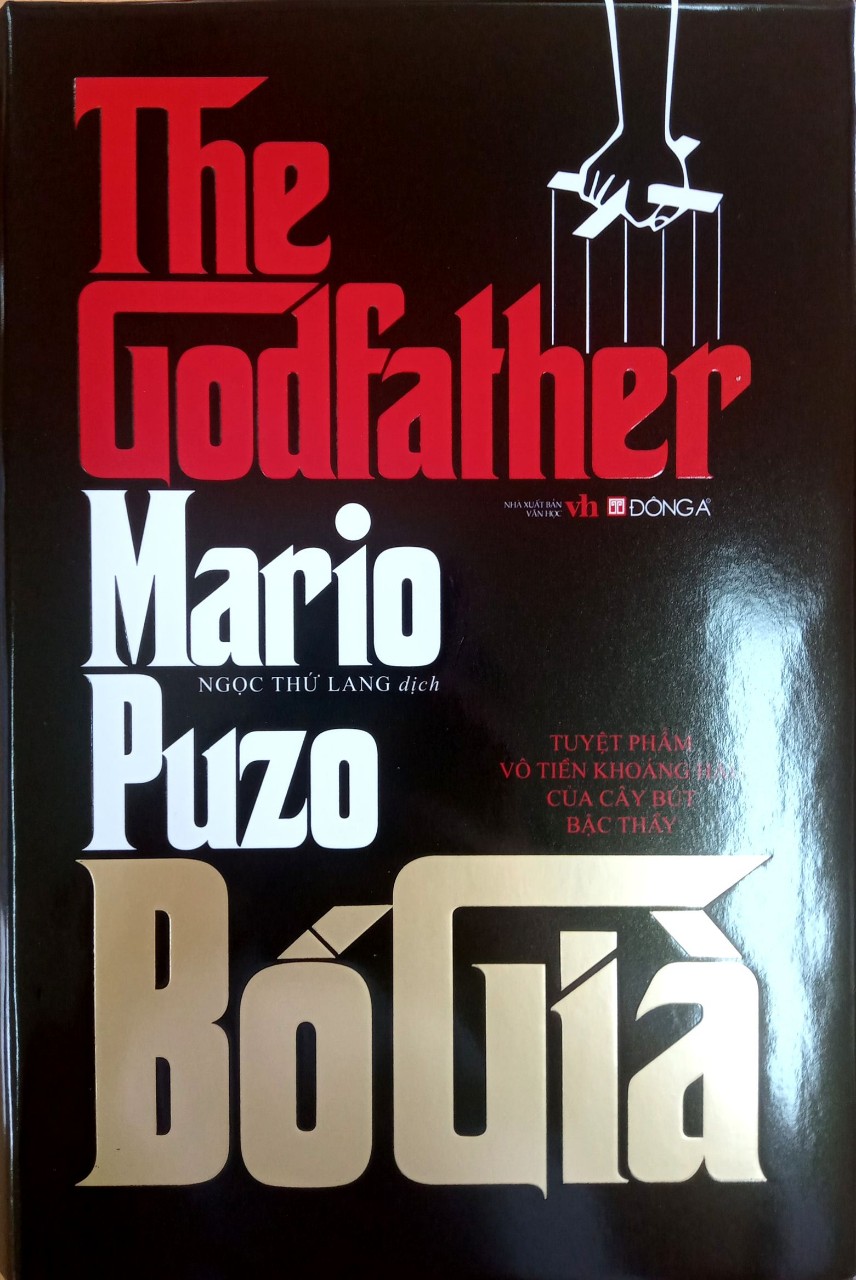 The
Godfather
NHÀ XUẤT BẢN
VĂN HỌC
vh
ĐÔNG A
Mario
NGỌC THỨ LANG dịch
Puzo
TUYỆT PHẨM
VÔ TIỀN KHOÁNG HẬU
CỦA CÂY BÚT
BẬC THẦY
Bố Già